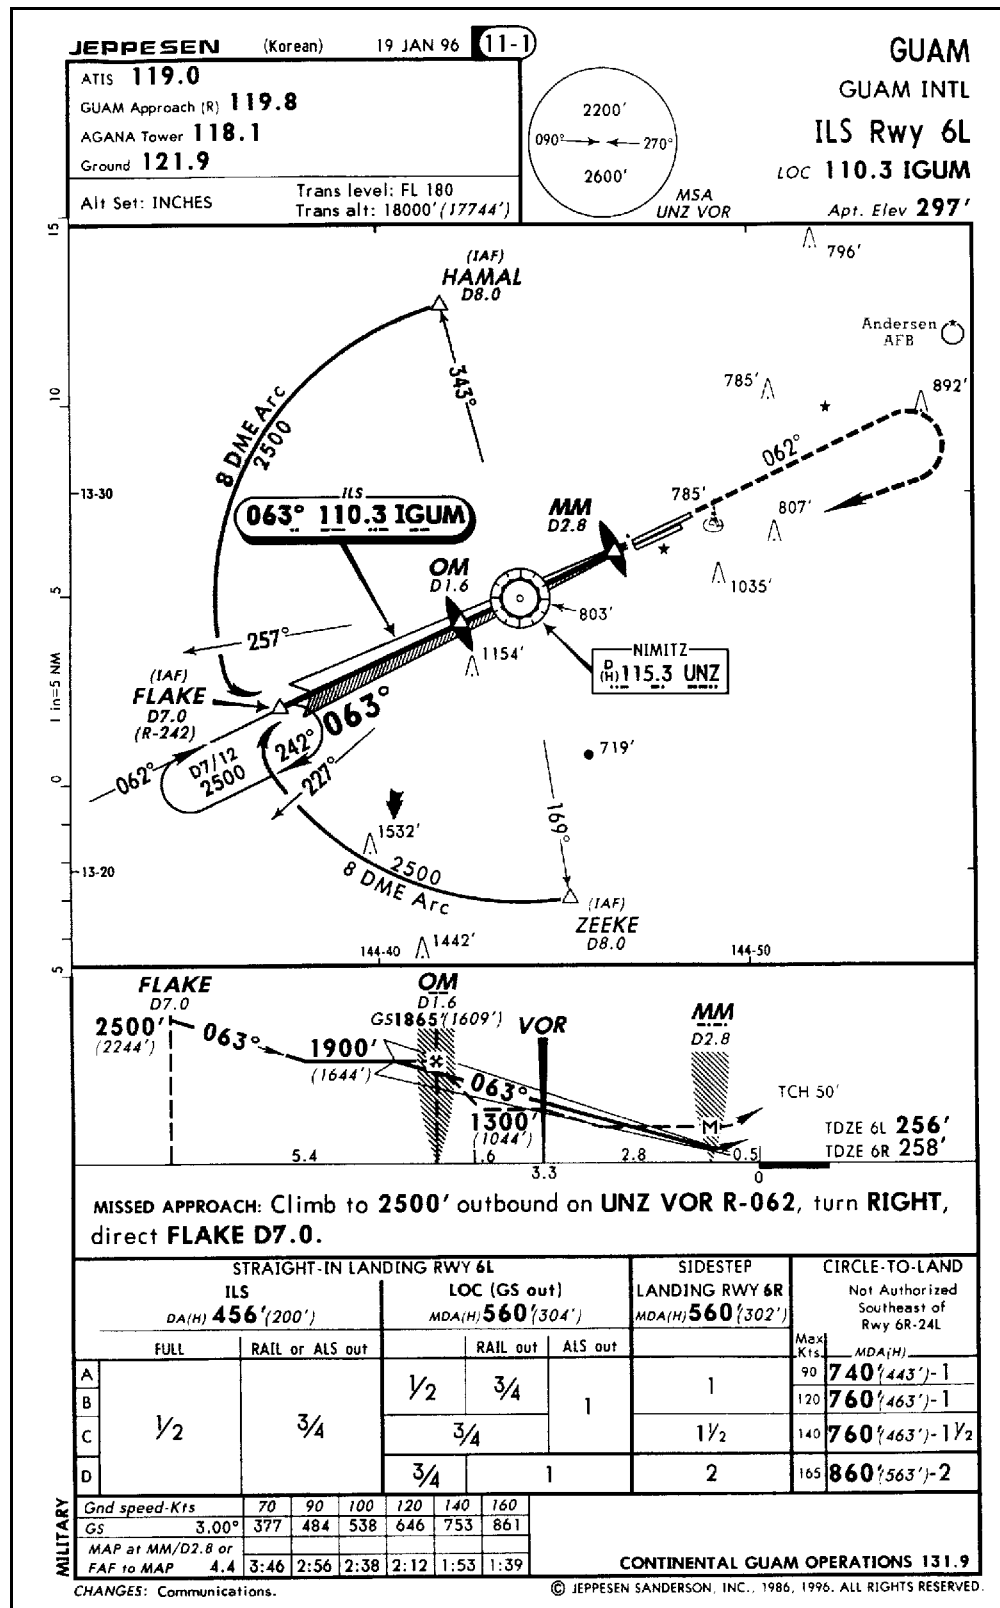 JEPPESEN (Korean) 19 JAN 96 11-1
GUAM
GUAM INTL
ILS Rwy 6L
LOC 110.3 IGUM
Apt. Elev 297'
ATIS 119.0
GUAM Approach (R) 119.8
AGANA Tower 118.1
Ground 121.9
Alt Set: INCHES
Trans level: FL 180
Trans alt: 18000' (17744')
2200'
090° 270°
2600'
MSA
UNZ VOR
15
10
5
1 in=5 NM
0
5
(IAF)
HAMAL
D8.0
796'
Andersen
AFB
343°
785'
892'
8 DME Arc
2500
062°
13-30
ILS
063° 110.3 IGUM
MM
D2.8
785'
807'
OM
D1.6
1035'
803'
257°
1154'
NIMITZ
D
(H) 115.3 UNZ
(IAF)
FLAKE
D7.0
(R-242)
063°
062°
D7/12
2500
242°
227°
719'
169°
1532'
2500
8 DME Arc
13-20
(IAF)
ZEEKE
D8.0
1442'
144-40
144-50
FLAKE
D7.0
2500'
(2244')
063°
1900'
(1644')
OM
D1.6
GS1865'(1609')
VOR
MM
D2.8
063°
1300'
(1044')
M
TCH 50'
TDZE 6L 256'
TDZE 6R 258'
5.4 1.6 2.8 0.5
3.3 0
MISSED APPROACH: Climb to 2500' outbound on UNZ VOR R-062, turn RIGHT,
direct FLAKE D7.0.
STRAIGHT-IN LANDING RWY 6L
ILS
DA(H) 456'(200')
LOC (GS out)
MDA(H) 560'(304')
SIDESTEP
LANDING RWY 6R
MDA(H) 560'(302')
CIRCLE-TO-LAND
Not Authorized
Southeast of
Rwy 6R-24L
FULL RAIL or ALS out RAIL out ALS out
Max
Kts. MDA(H)
A
B
C
D
1/2 3/4
1/2 3/4 1
3/4
3/4 1
1
1 1/2
2
90 740'(443')-1
120 760'(463')-1
140 760'(463')-1 1/2
165 860'(563')-2
MILITARY
Gnd speed-Kts 70 90 100 120 140 160
GS 3.00° 377 484 538 646 753 861
MAP at MM/D2.8 or
FAF to MAP 4.4 3:46 2:56 2:38 2:12 1:53 1:39
CONTINENTAL GUAM OPERATIONS 131.9
CHANGES: Communications.
© JEPPESEN SANDERSON, INC., 1986, 1996. ALL RIGHTS RESERVED.